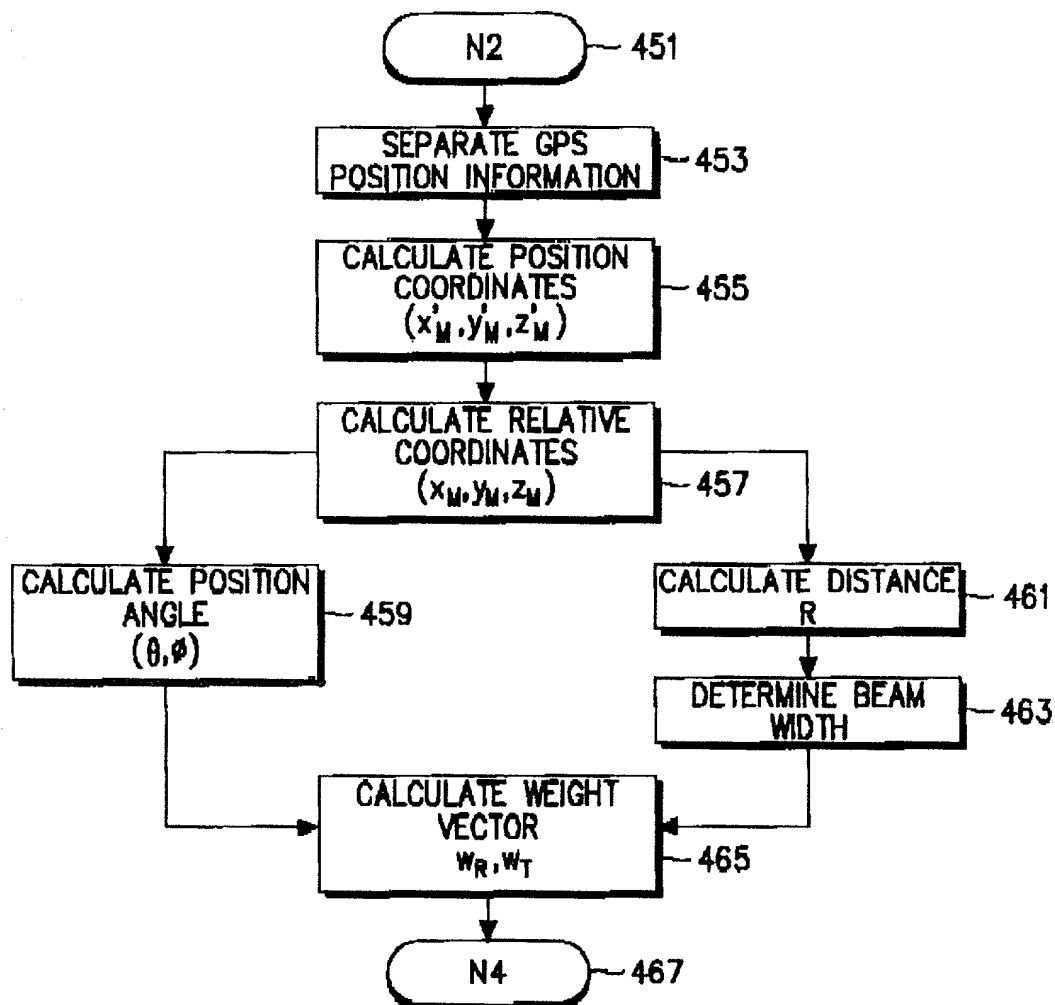 N2
451
SEPARATE GPS
POSITION INFORMATION
453
CALCULATE POSITION
COORDINATES
(x'M,y'M,z'M)
455
CALCULATE RELATIVE
COORDINATES
(xM,yM,zM)
457
CALCULATE POSITION
ANGLE
(θ,ø)
459
CALCULATE DISTANCE
R
461
DETERMINE BEAM
WIDTH
463
CALCULATE WEIGHT
VECTOR
wR,wT
465
N4
467